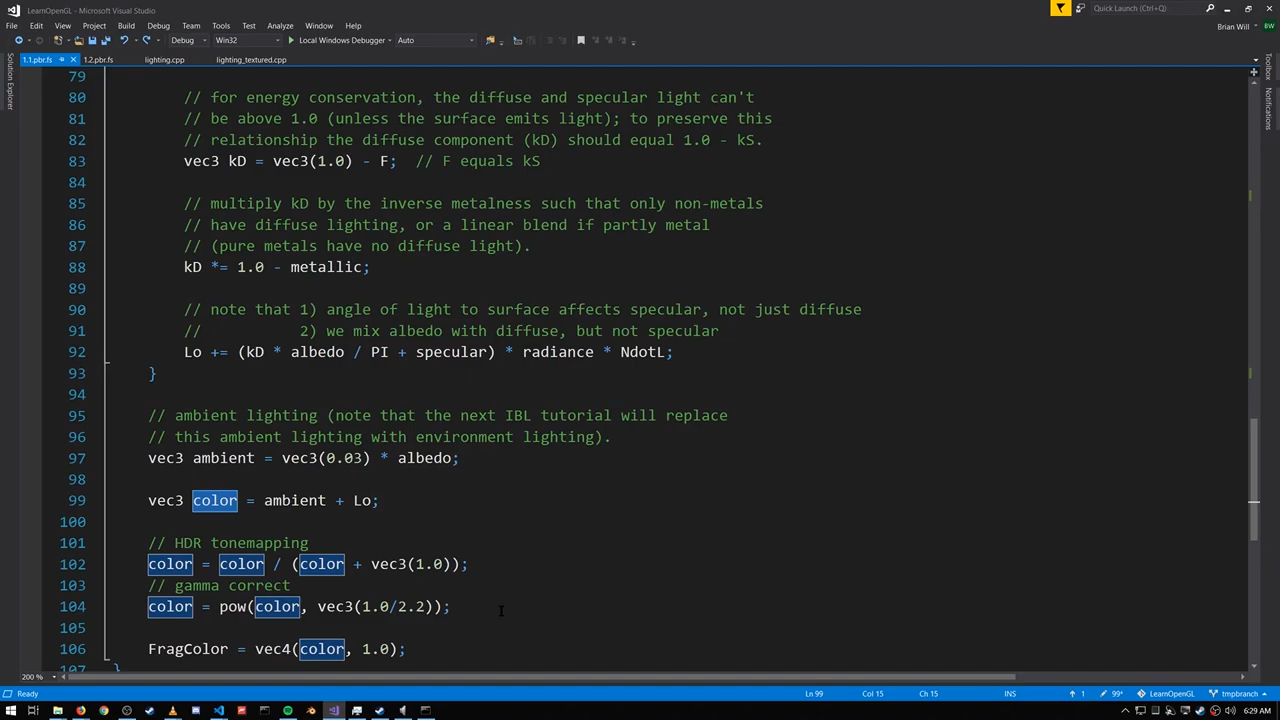 LearnOpenGL - Microsoft Visual Studio
Quick Launch (Ctrl+Q)
File Edit View Project Build Debug Team Tools Test Analyze Window Help
Brian Will BW
Debug Win32 Local Windows Debugger Auto
1.1.pbr.fs 1.2.pbr.fs lighting.cpp lighting_textured.cpp
Solution Explorer
Toolbox
Notifications
79
80 // for energy conservation, the diffuse and specular light can't
81 // be above 1.0 (unless the surface emits light); to preserve this
82 // relationship the diffuse component (kD) should equal 1.0 - kS.
83 vec3 kD = vec3(1.0) - F; // F equals kS
84
85 // multiply kD by the inverse metalness such that only non-metals
86 // have diffuse lighting, or a linear blend if partly metal
87 // (pure metals have no diffuse light).
88 kD *= 1.0 - metallic;
89
90 // note that 1) angle of light to surface affects specular, not just diffuse
91 // 2) we mix albedo with diffuse, but not specular
92 Lo += (kD * albedo / PI + specular) * radiance * NdotL;
93 }
94
95 // ambient lighting (note that the next IBL tutorial will replace
96 // this ambient lighting with environment lighting).
97 vec3 ambient = vec3(0.03) * albedo;
98
99 vec3 color = ambient + Lo;
100
101 // HDR tonemapping
102 color = color / (color + vec3(1.0));
103 // gamma correct
104 color = pow(color, vec3(1.0/2.2));
105
106 FragColor = vec4(color, 1.0);
107 }
200 %
Ready Ln 99 Col 15 Ch 15 INS 1 99* LearnOpenGL tmpbranch
6:29 AM